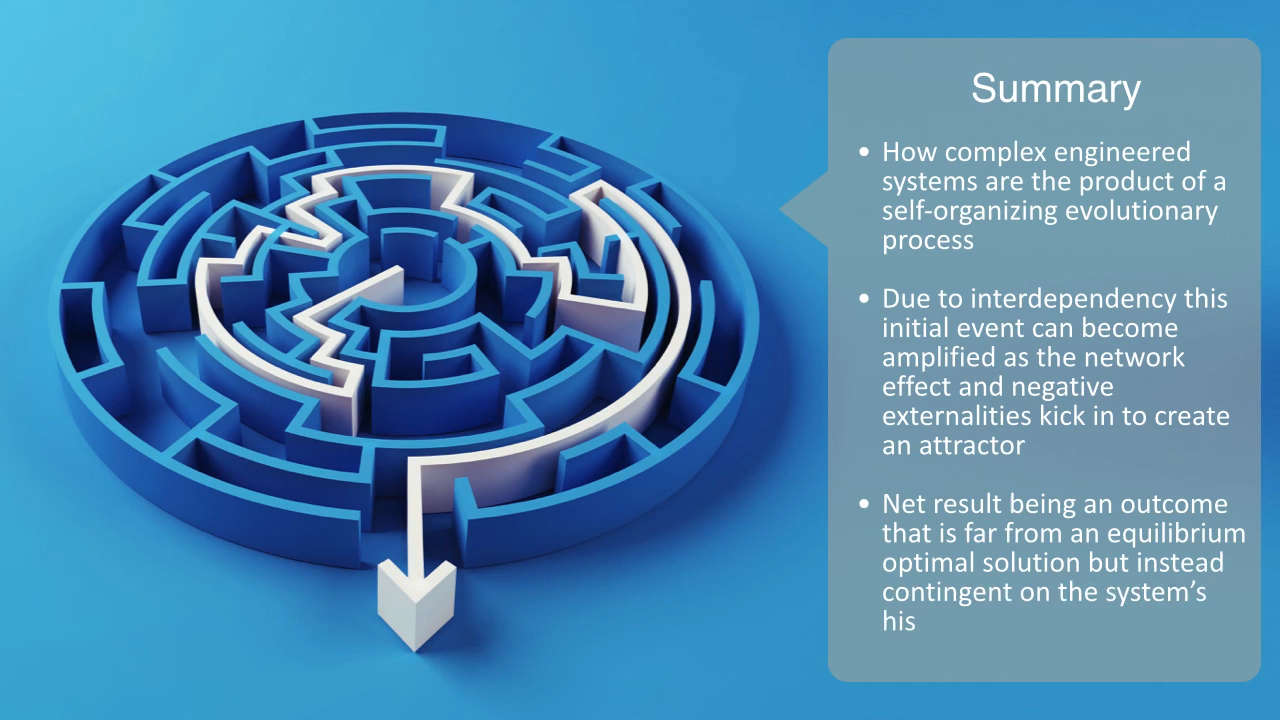 Summary
• How complex engineered
systems are the product of a
self-organizing evolutionary
process
• Due to interdependency this
initial event can become
amplified as the network
effect and negative
externalities kick in to create
an attractor
• Net result being an outcome
that is far from an equilibrium
optimal solution but instead
contingent on the system’s
his